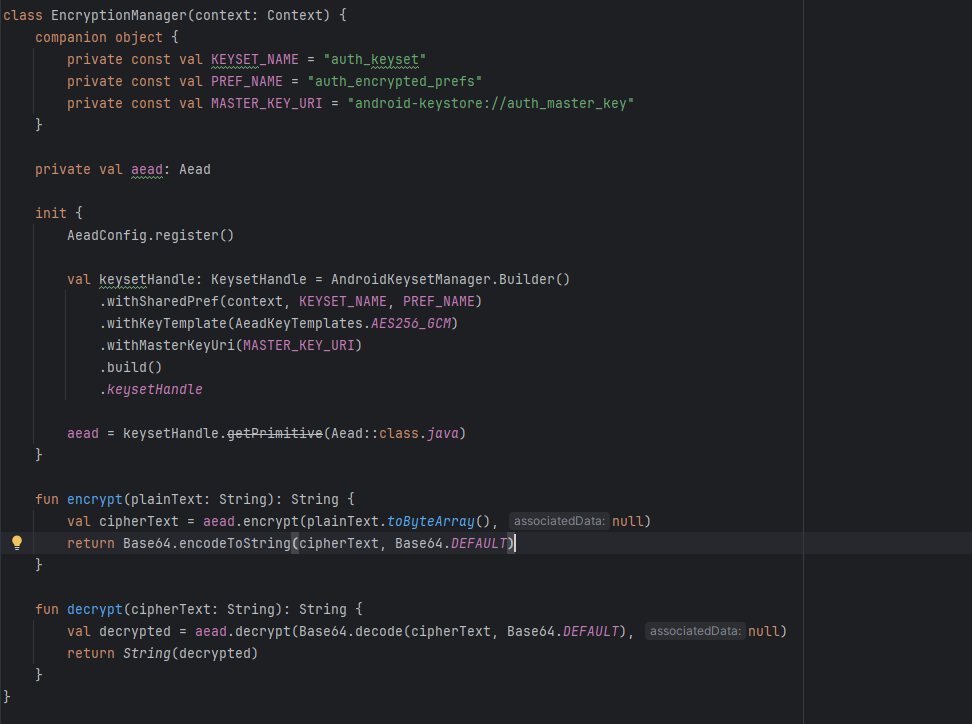 class EncryptionManager(context: Context) {
    companion object {
        private const val KEYSET_NAME = "auth_keyset"
        private const val PREF_NAME = "auth_encrypted_prefs"
        private const val MASTER_KEY_URI = "android-keystore://auth_master_key"
    }

    private val aead: Aead

    init {
        AeadConfig.register()

        val keysetHandle: KeysetHandle = AndroidKeysetManager.Builder()
            .withSharedPref(context, KEYSET_NAME, PREF_NAME)
            .withKeyTemplate(AeadKeyTemplates.AES256_GCM)
            .withMasterKeyUri(MASTER_KEY_URI)
            .build()
            .keysetHandle

        aead = keysetHandle.getPrimitive(Aead::class.java)
    }

    fun encrypt(plainText: String): String {
        val cipherText = aead.encrypt(plainText.toByteArray(), associatedData: null)
        return Base64.encodeToString(cipherText, Base64.DEFAULT)
    }

    fun decrypt(cipherText: String): String {
        val decrypted = aead.decrypt(Base64.decode(cipherText, Base64.DEFAULT), associatedData: null)
        return String(decrypted)
    }
}